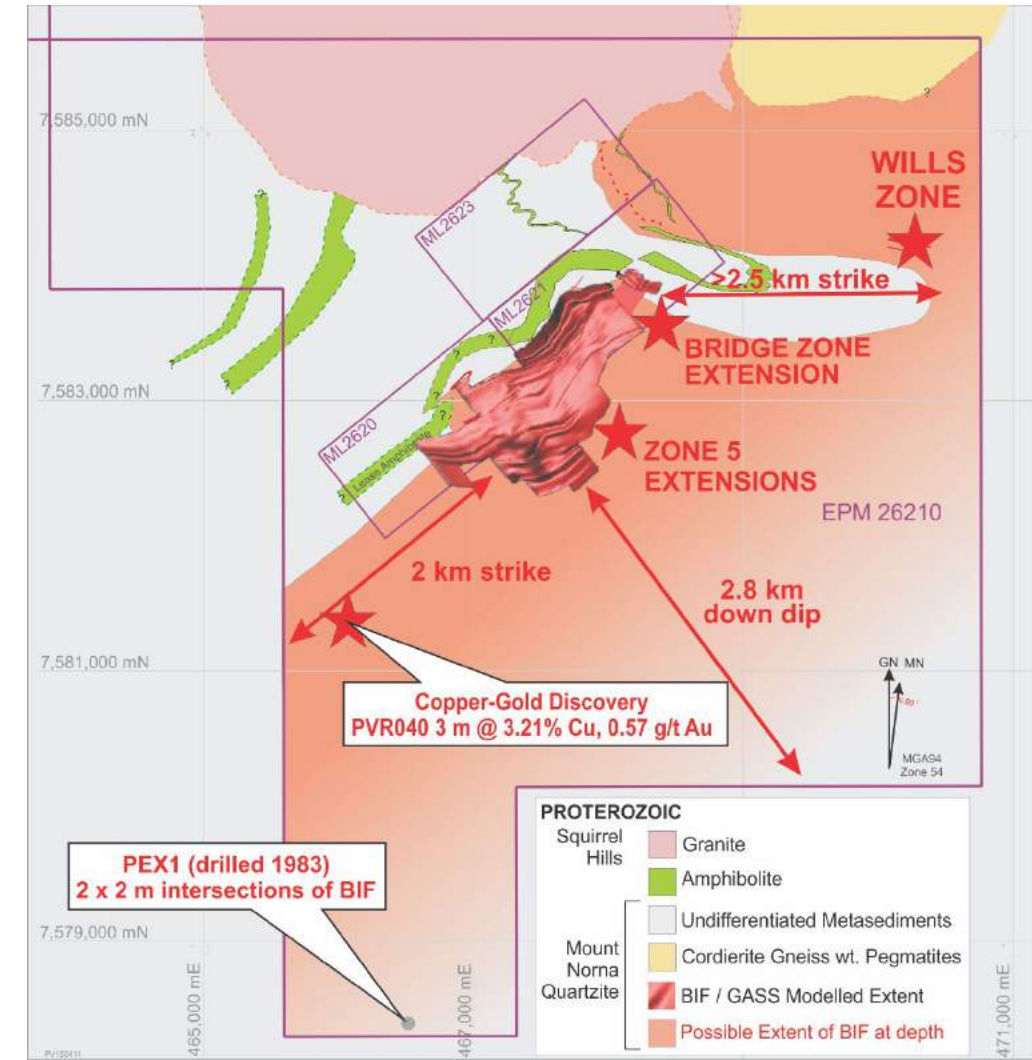 7,585,000 mN
?
WILLS
ZONE
ML2623
>2.5 km strike
ML2621
BRIDGE ZONE
EXTENSION
?
?
?
7,583,000 mN
?
ML2620
Lease Amphibolite
?
ZONE 5
EXTENSIONS
EPM 26210
2 km strike
2.8 km
down dip
7,581,000 mN
GN MN
Copper-Gold Discovery
PVR040 3 m @ 3.21% Cu, 0.57 g/t Au
MGA94
Zone 54
PROTEROZOIC
Squirrel
Hills
Granite
Amphibolite
PEX1 (drilled 1983)
2 x 2 m intersections of BIF
Mount
Norna
Quartzite
Undifferentiated Metasediments
Cordierite Gneiss wt. Pegmatites
BIF / GASS Modelled Extent
Possible Extent of BIF at depth
7,579,000 mN
465,000 mE
467,000 mE
471,000 mE